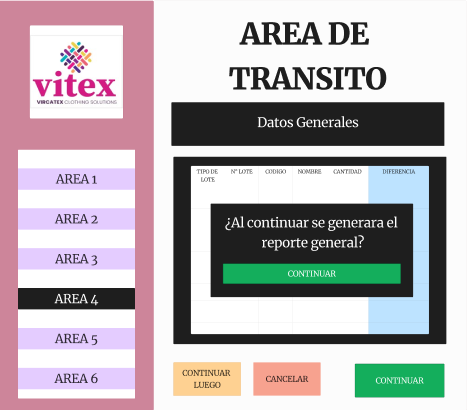 vitex
VIRCATEX CLOTHING SOLUTIONS
AREA 1
AREA 2
AREA 3
AREA 4
AREA 5
AREA 6
AREA DE
TRANSITO
Datos Generales
TIPO DE LOTE N° LOTE CODIGO NOMBRE CANTIDAD DIFERENCIA
¿Al continuar se generara el
reporte general?
CONTINUAR
CONTINUAR
LUEGO
CANCELAR
CONTINUAR